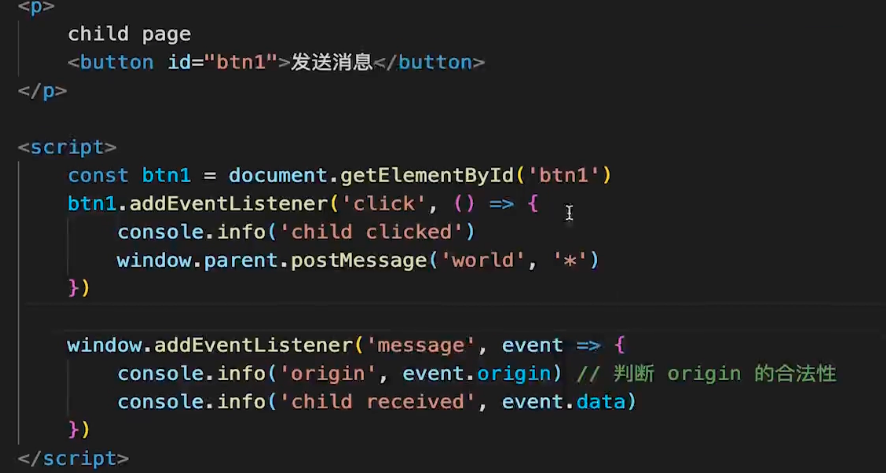 <p>
child page
<button id="btn1">发送消息</button>
</p>
<script>
const btn1 = document.getElementById('btn1')
btn1.addEventListener('click', () => {
console.info('child clicked')
window.parent.postMessage('world', '*')
})
window.addEventListener('message', event => {
console.info('origin', event.origin) // 判断 origin 的合法性
console.info('child received', event.data)
})
</script>